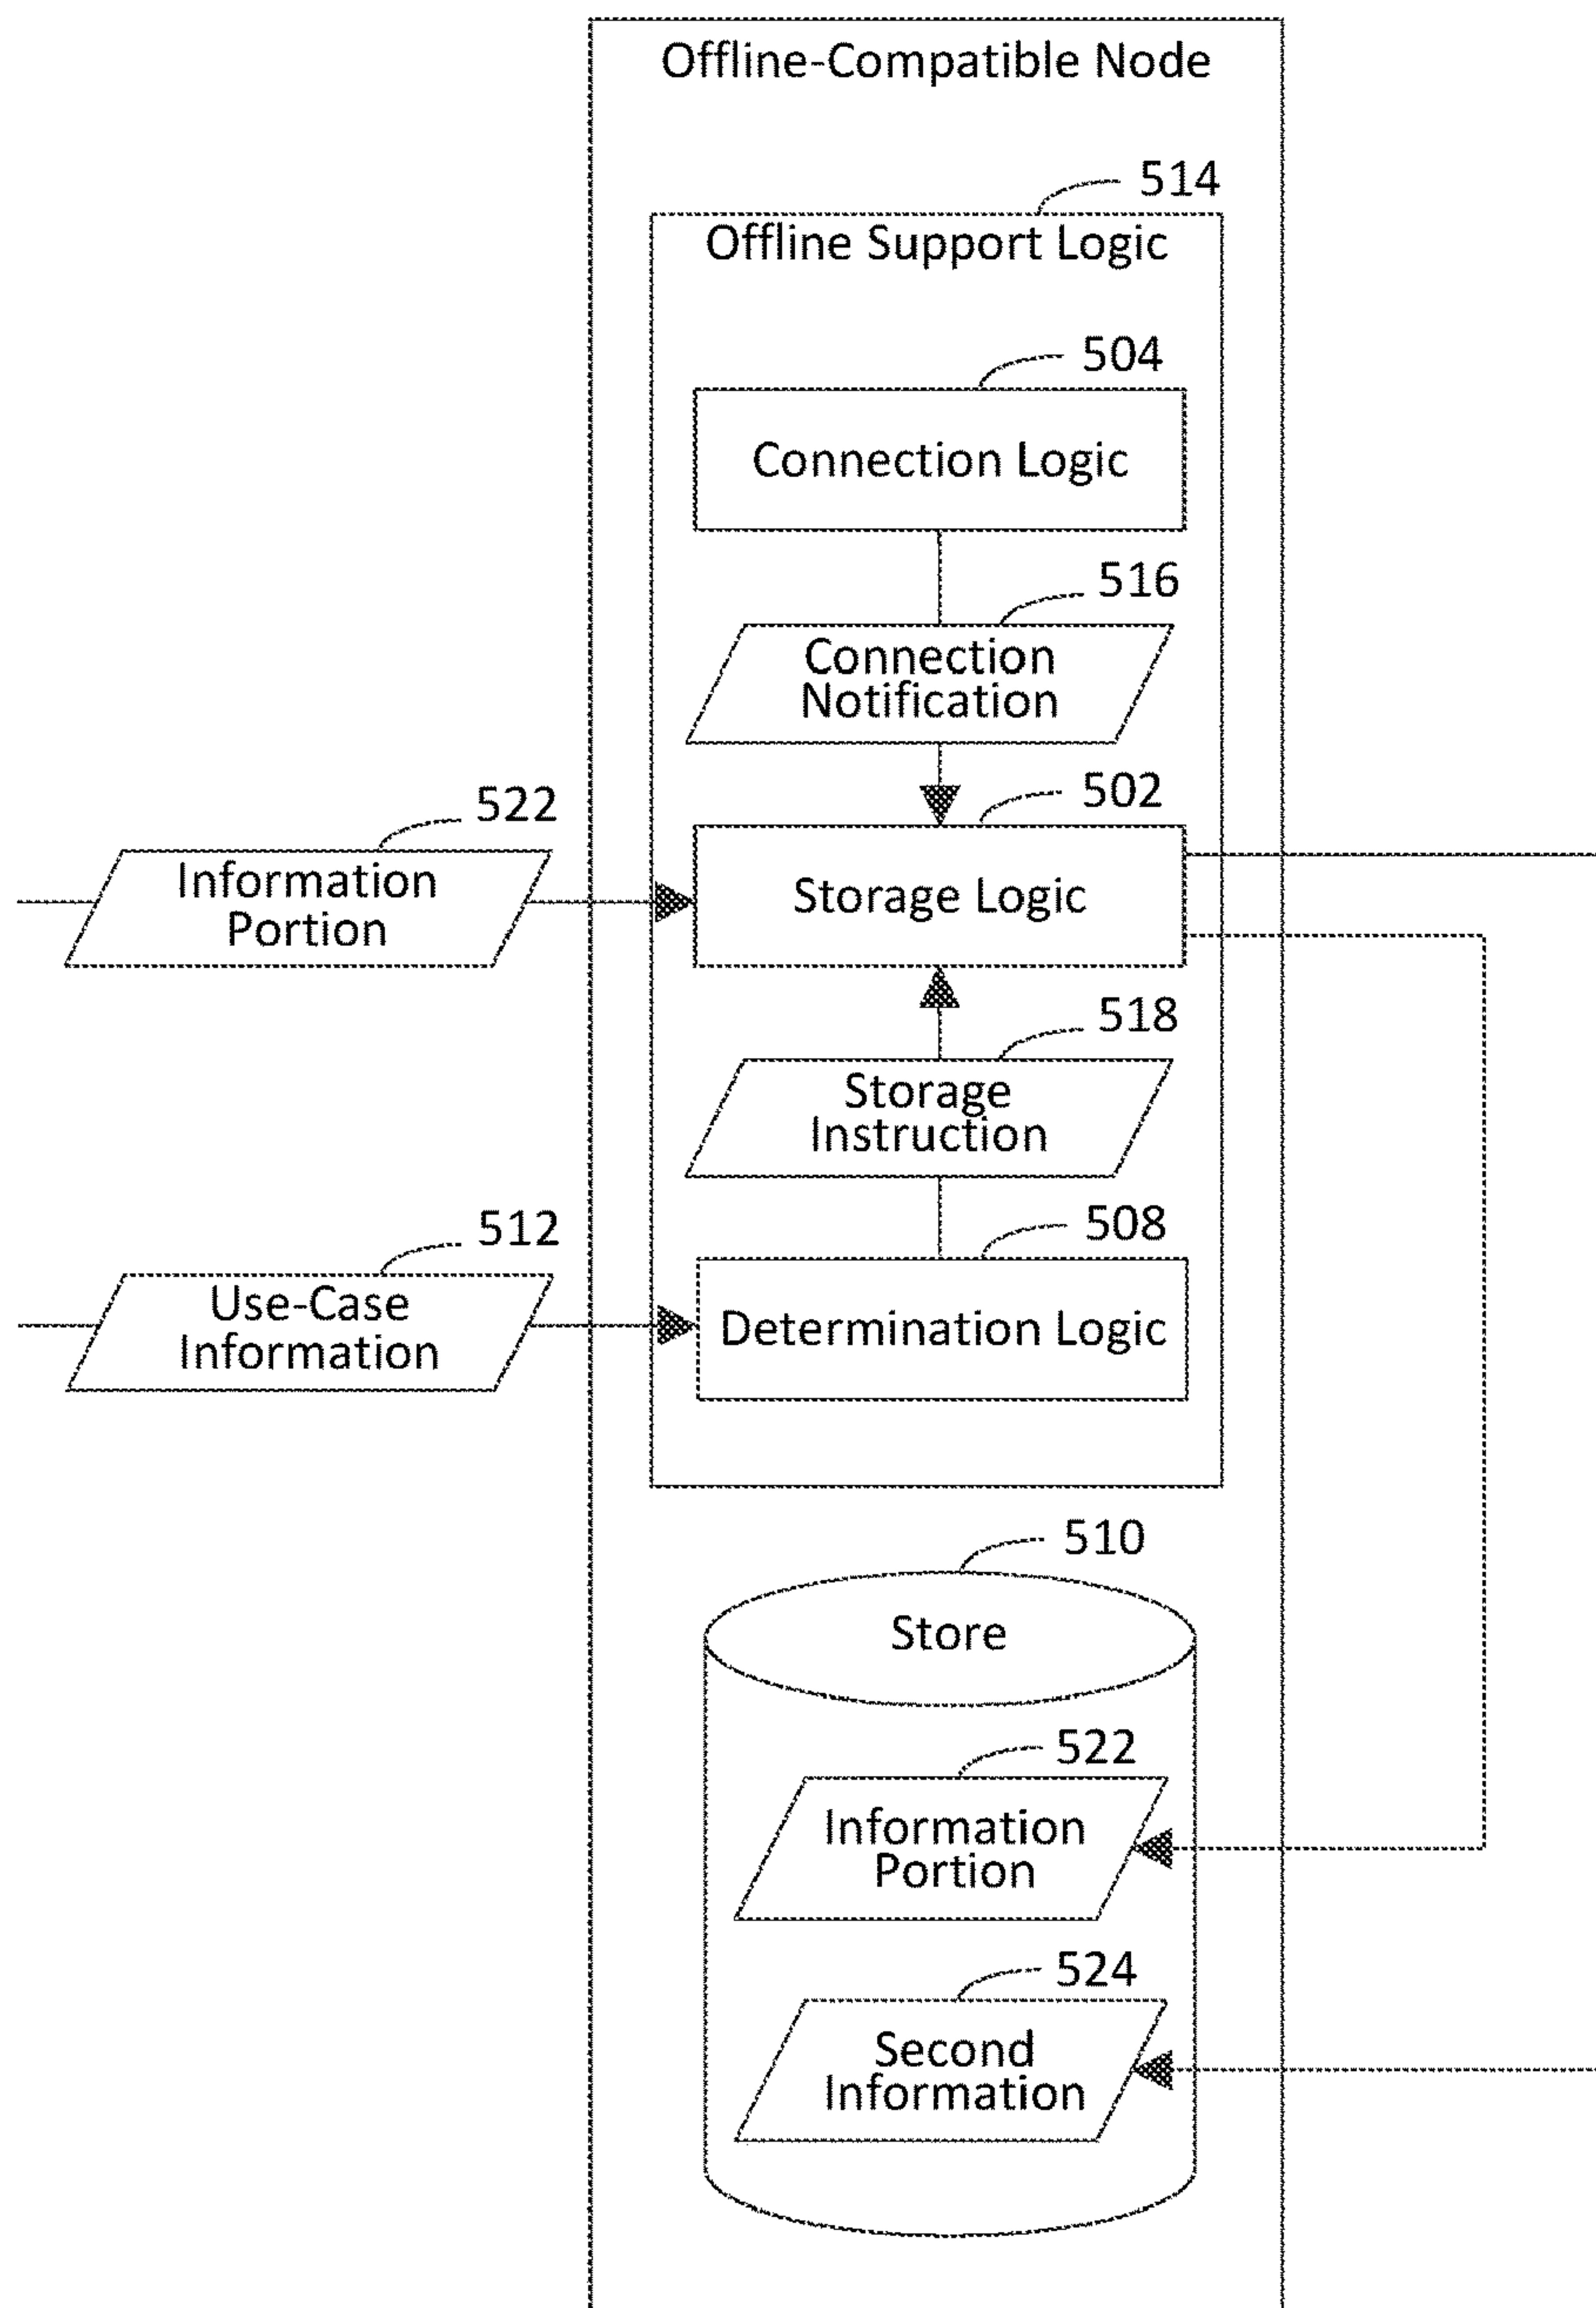 Offline-Compatible Node
514
Offline Support Logic
504
Connection Logic
516
Connection
Notification
522
Information
Portion
502
Storage Logic
518
Storage
Instruction
512
Use-Case
Information
508
Determination Logic
510
Store
522
Information
Portion
524
Second
Information